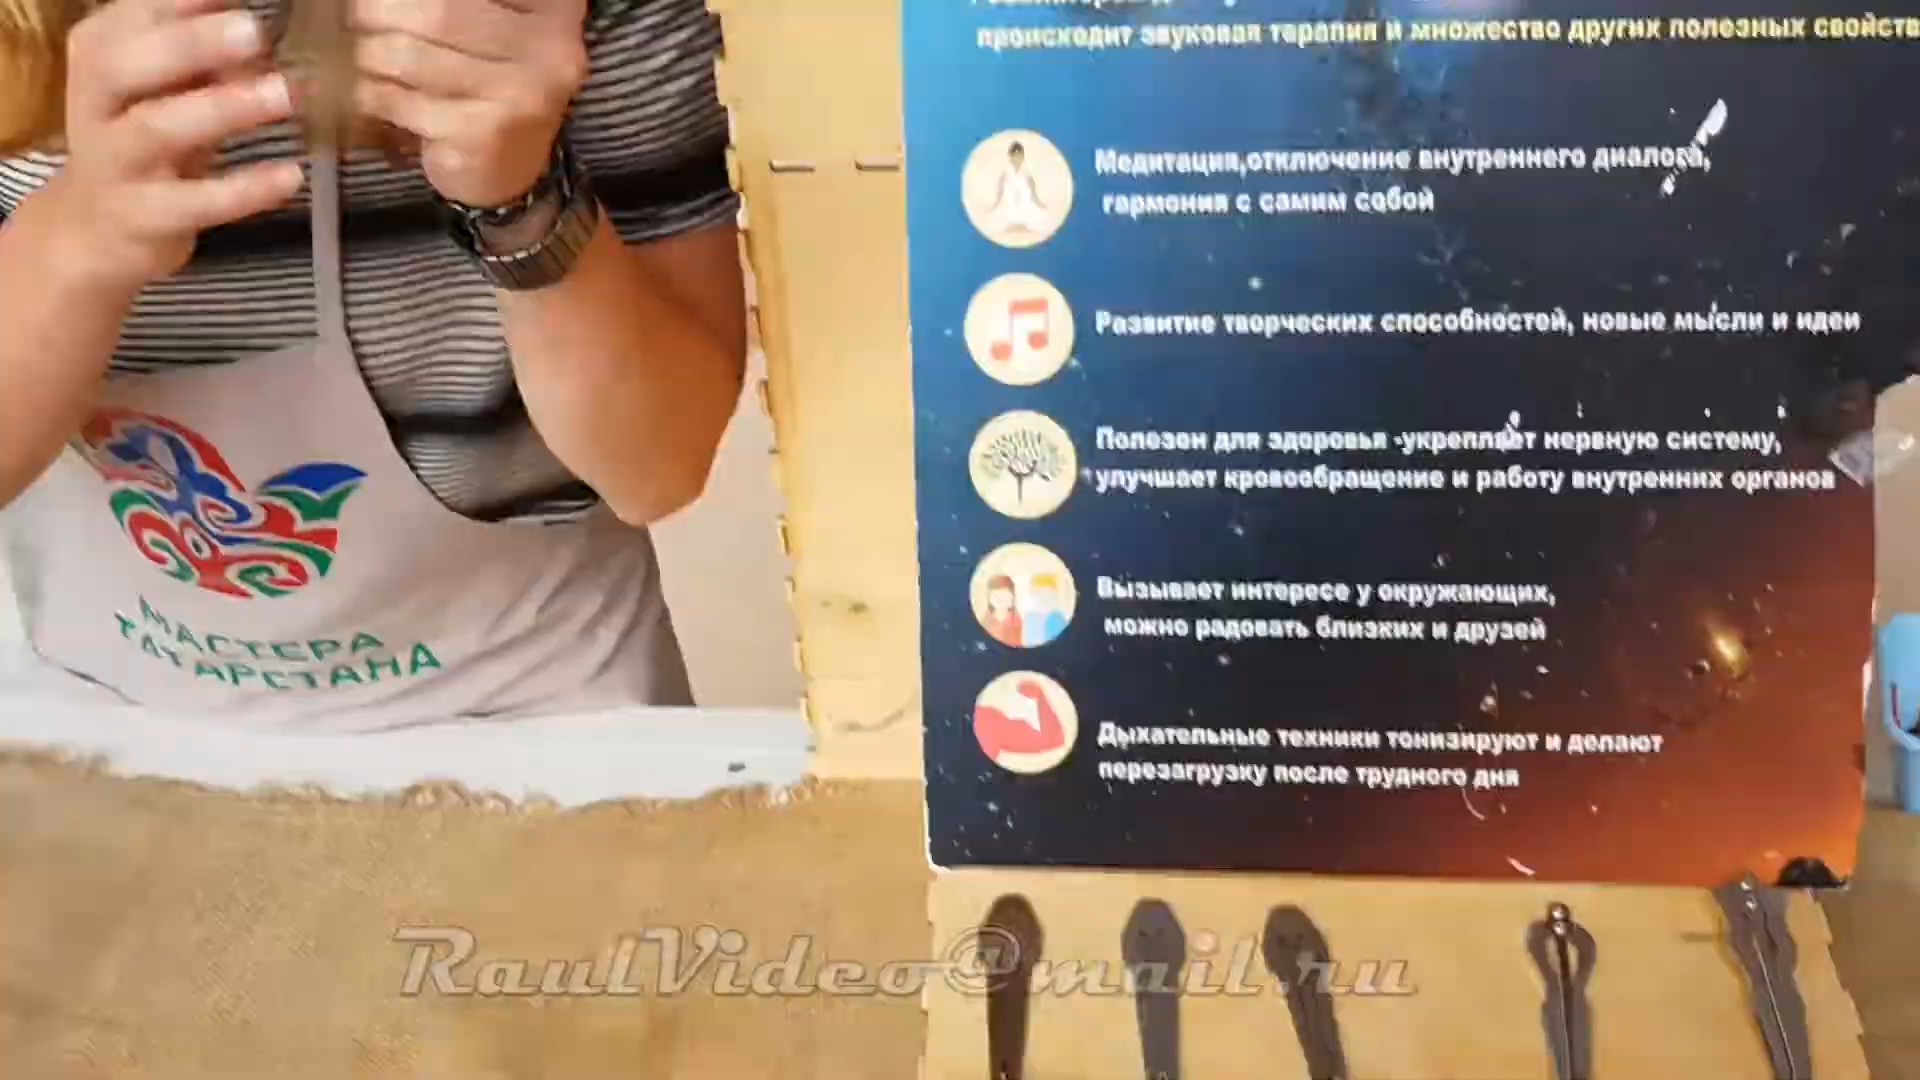 происходит звуковая терапия и множество других полезных свойств
Медитация,отключение внутреннего диалога,
гармония с самим собой
Развитие творческих способностей, новые мысли и идеи
Полезен для здоровья -укрепляет нервную систему,
улучшает кровообращение и работу внутренних органов
Вызывает интересе у окружающих,
можно радовать близких и друзей
Дыхательные техники тонизируют и делают
перезагрузку после трудного дня
МАСТЕРА
ТАТАРСТАНА
RaulVideo@mail.ru